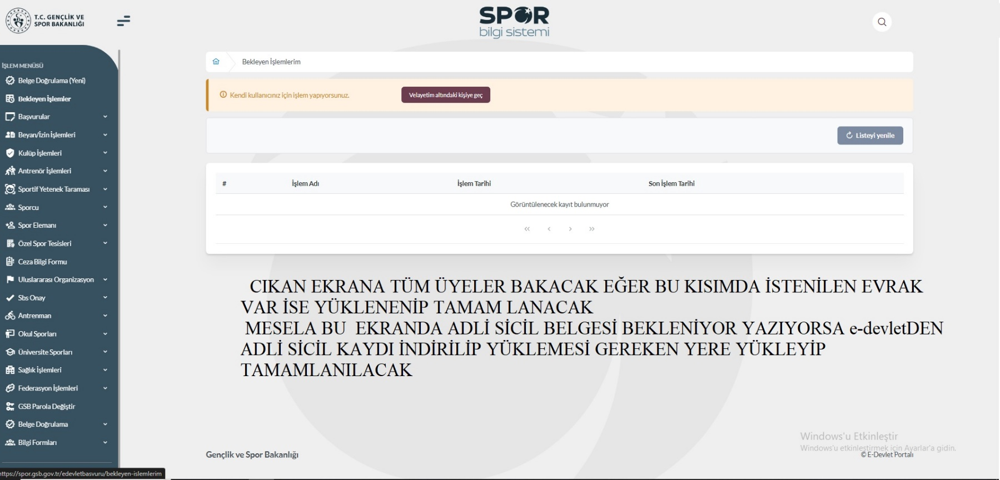 T.C. GENÇLİK VE
SPOR BAKANLIĞI
SPOR
bilgi sistemi
İŞLEM MENÜSÜ
Belge Doğrulama (Yeni)
Bekleyen İşlemler
Başvurular
Beyan/İzin İşlemleri
Kulüp İşlemleri
Antrenör İşlemleri
Sportif Yetenek Taraması
Sporcu
Spor Elemanı
Özel Spor Tesisleri
Ceza Bilgi Formu
Uluslararası Organizasyon
Sbs Onay
Antrenman
Okul Sporları
Üniversite Sporları
Sağlık İşlemleri
Federasyon İşlemleri
GSB Parola Değiştir
Belge Doğrulama
Bilgi Formları
Bekleyen İşlemlerim
Kendi kullanıcınız için işlem yapıyorsunuz.
Velayetim altındaki kişiye geç
Listeyi yenile
# İşlem Adı İşlem Tarihi Son İşlem Tarihi
Görüntülenecek kayıt bulunmuyor
CIKAN EKRANA TÜM ÜYELER BAKACAK EĞER BU KISIMDA İSTENİLEN EVRAK
VAR İSE YÜKLENENİP TAMAM LANACAK
MESELA BU EKRANDA ADLİ SİCİL BELGESİ BEKLENİYOR YAZIYORSA e-devletDEN
ADLİ SİCİL KAYDI İNDİRİLİP YÜKLEMESİ GEREKEN YERE YÜKLEYİP
TAMAMLANILACAK
Windows'u Etkinleştir
Windows'u etkinleştirmek için Ayarlar'a gidin.
Gençlik ve Spor Bakanlığı
© E-Devlet Portalı
https://spor.gsb.gov.tr/edevletbasvuru/bekleyen-islemlerim